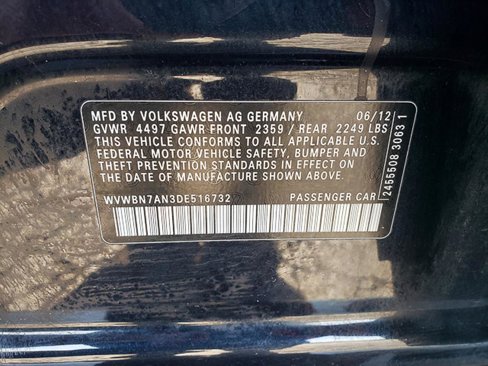 MFD BY VOLKSWAGEN AG GERMANY 06/12
GVWR 4497 GAWR FRONT 2359 / REAR 2249 LBS
THIS VEHICLE CONFORMS TO ALL APPLICABLE U.S.
FEDERAL MOTOR VEHICLE SAFETY, BUMPER AND
THEFT PREVENTION STANDARDS IN EFFECT ON
THE DATE OF MANUFACTURE SHOWN ABOVE.
WVWBN7AN3DE516732 PASSENGER CAR
2455508 3063 1